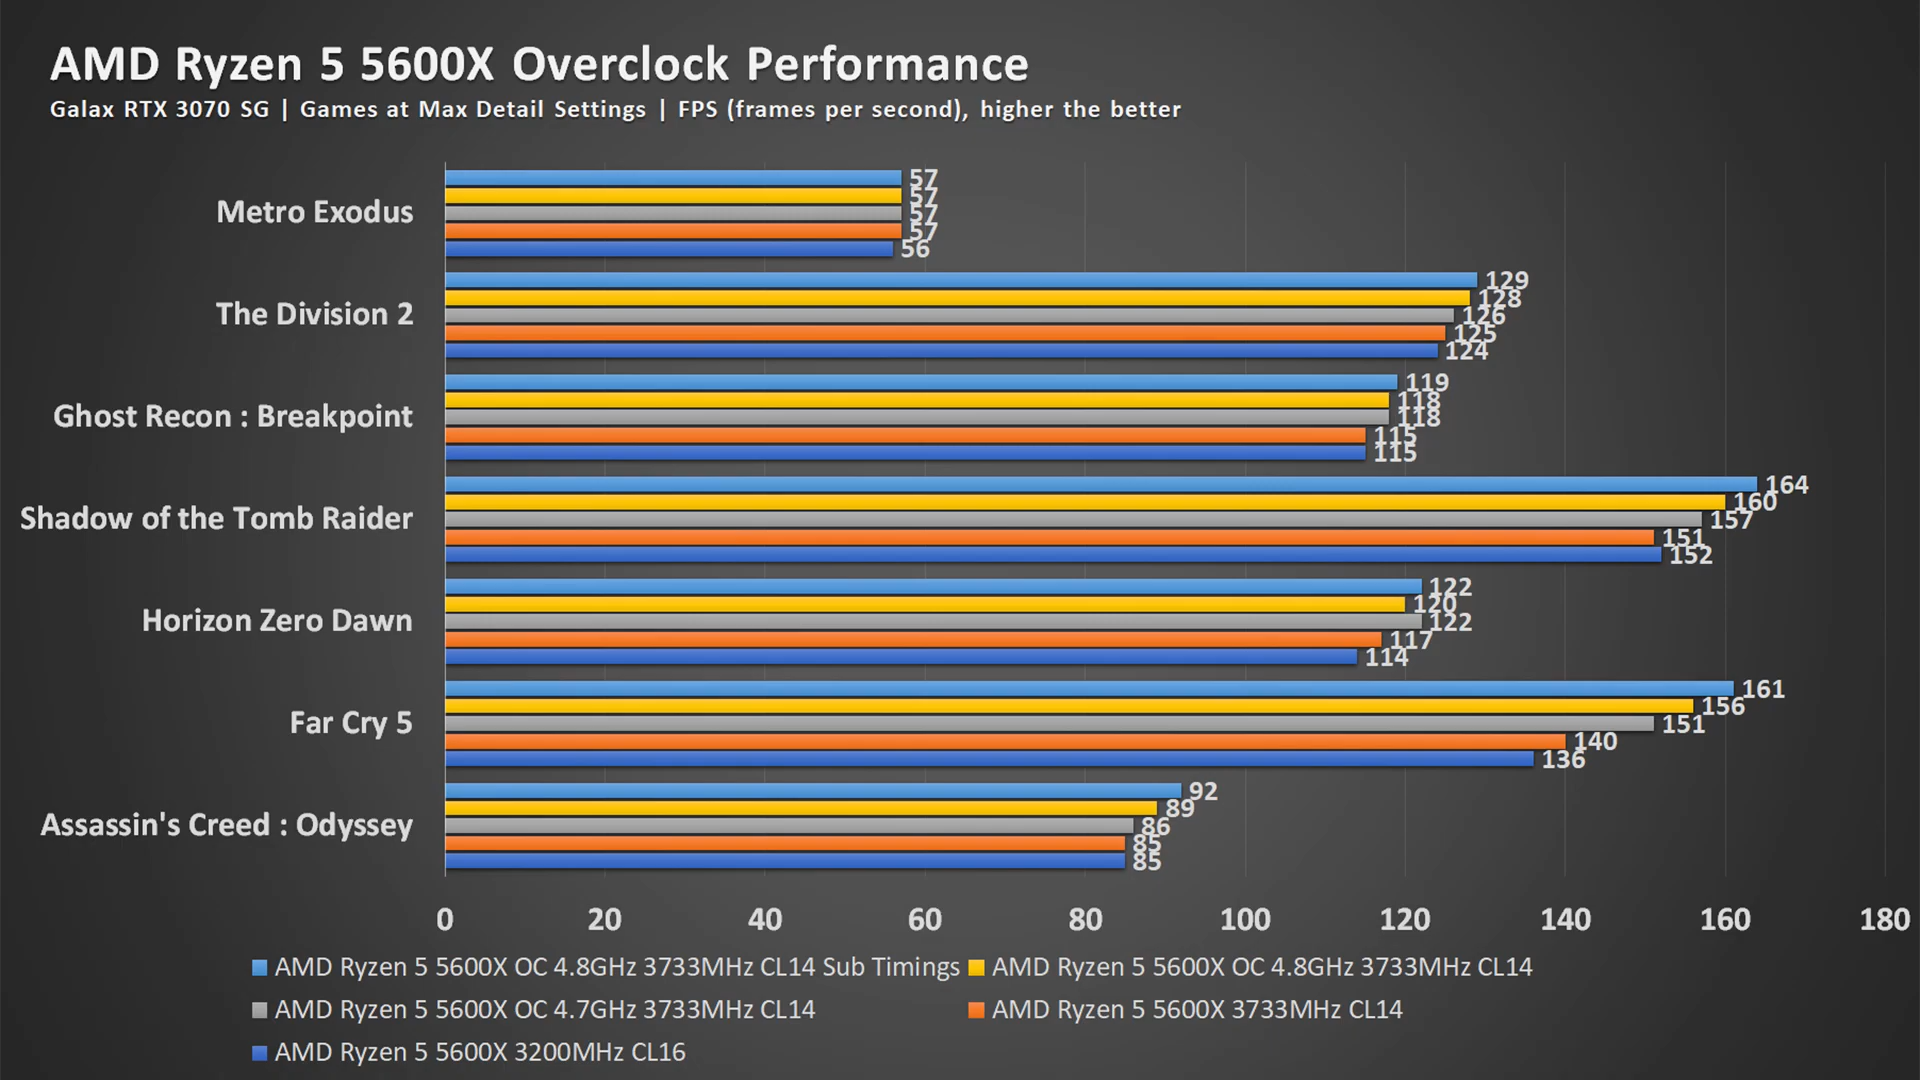 AMD Ryzen 5 5600X Overclock Performance
Galax RTX 3070 SG | Games at Max Detail Settings | FPS (frames per second), higher the better
Metro Exodus
57
57
57
57
56
The Division 2
129
128
126
125
124
Ghost Recon : Breakpoint
119
118
118
115
115
Shadow of the Tomb Raider
164
160
157
151
152
Horizon Zero Dawn
122
120
122
117
114
Far Cry 5
161
156
151
140
136
Assassin's Creed : Odyssey
92
89
86
85
85
0 20 40 60 80 100 120 140 160 180
AMD Ryzen 5 5600X OC 4.8GHz 3733MHz CL14 Sub Timings AMD Ryzen 5 5600X OC 4.8GHz 3733MHz CL14
AMD Ryzen 5 5600X OC 4.7GHz 3733MHz CL14 AMD Ryzen 5 5600X 3733MHz CL14
AMD Ryzen 5 5600X 3200MHz CL16